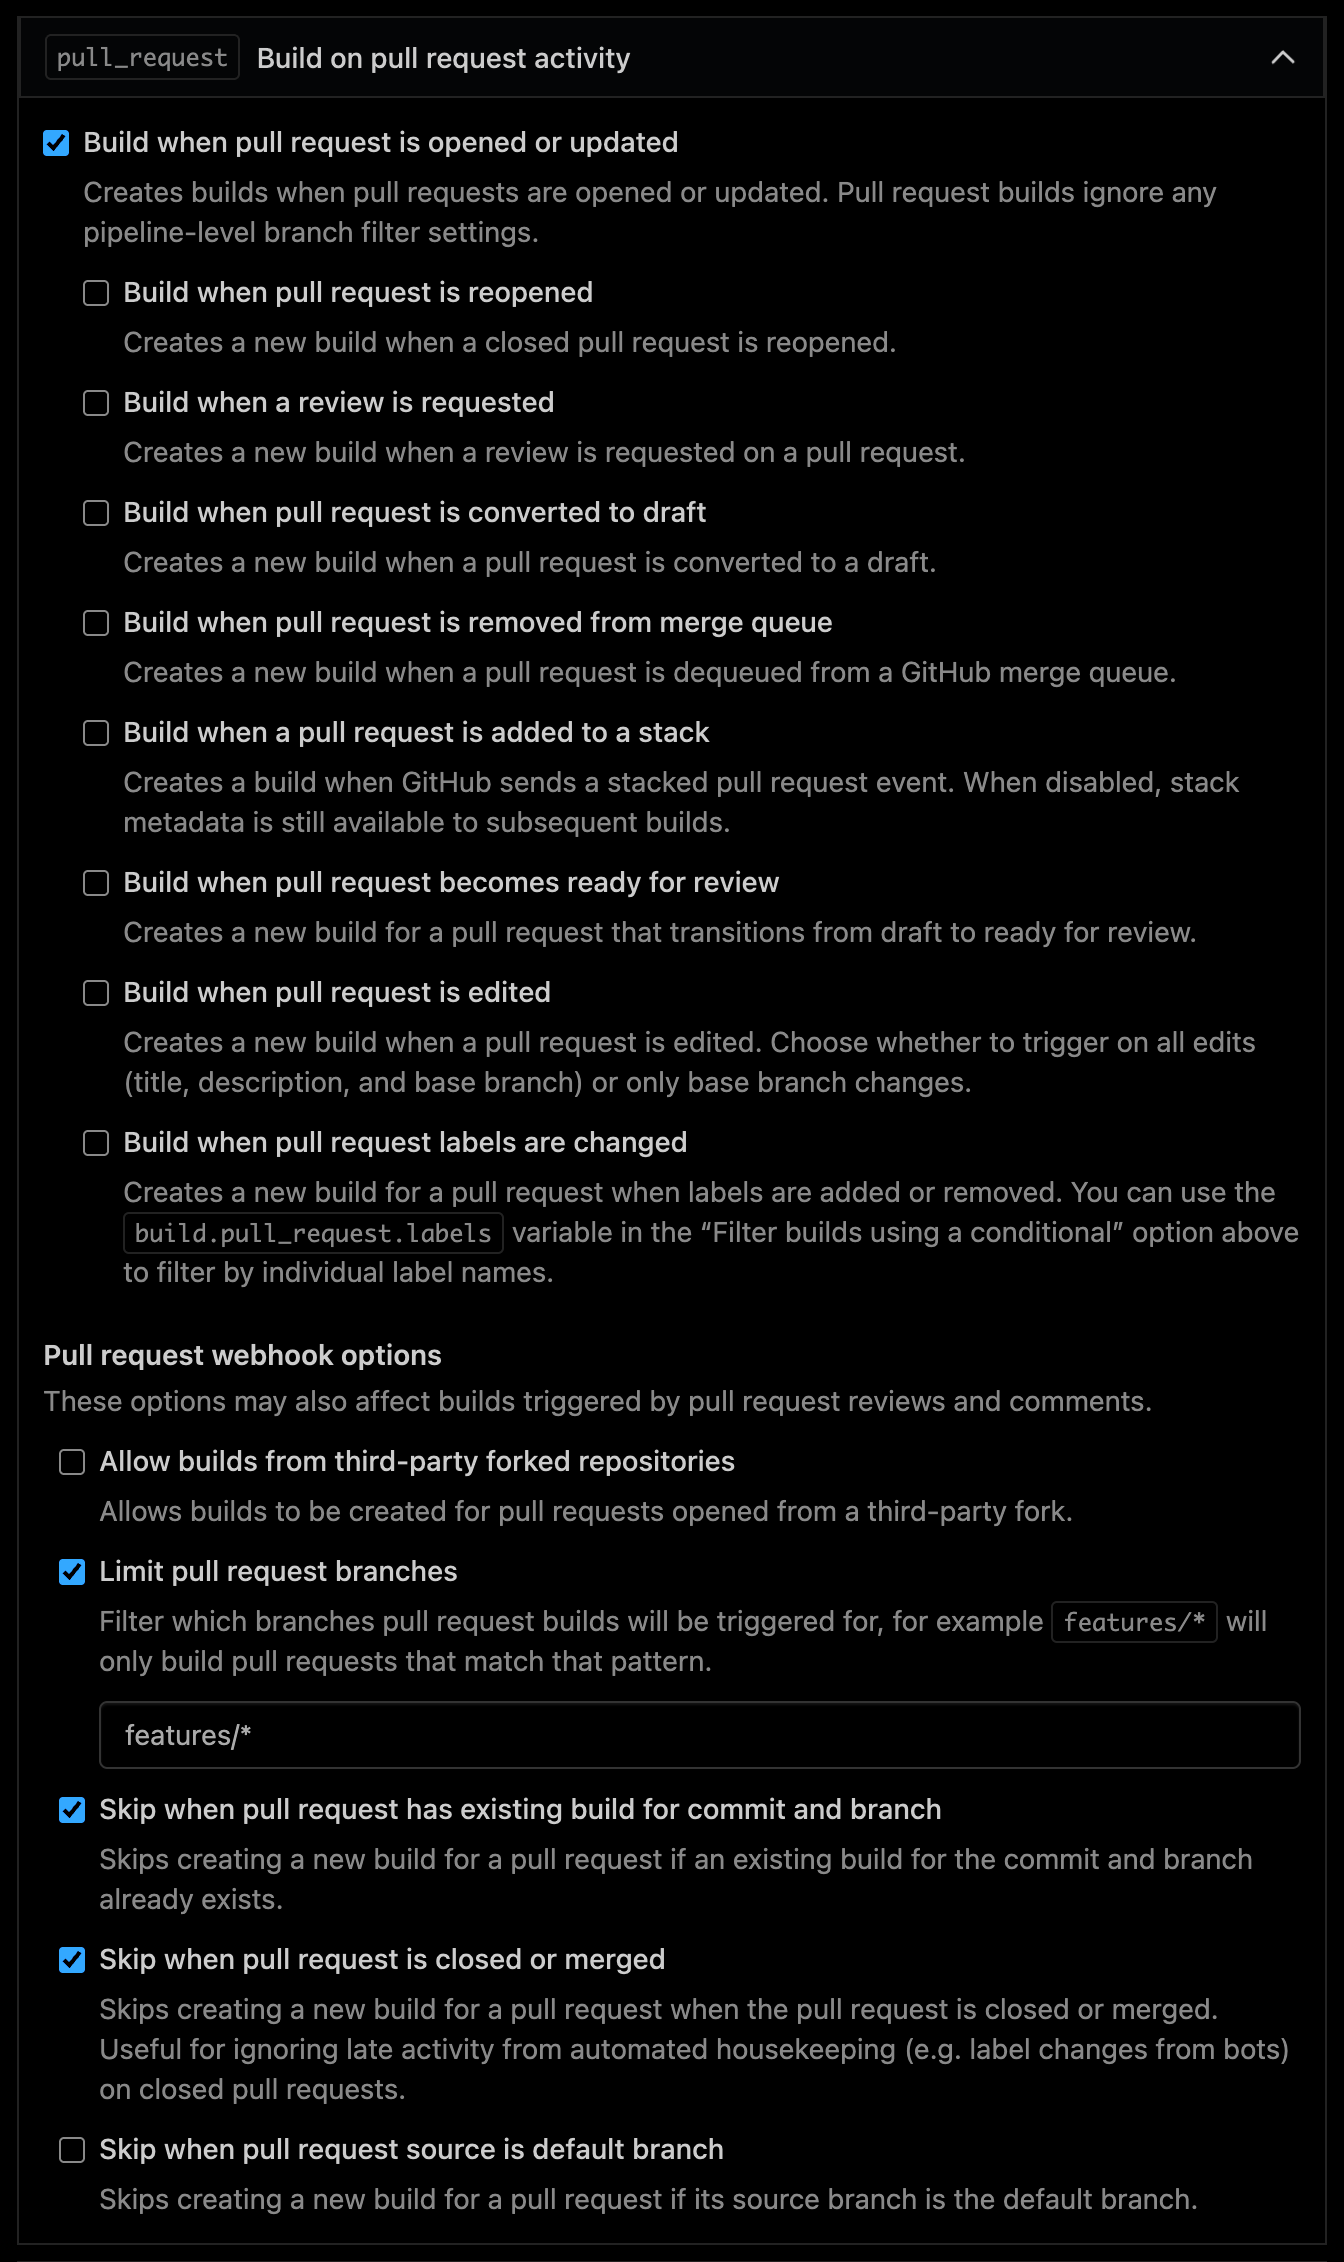 pull_request Build on pull request activity
Build when pull request is opened or updated
Creates builds when pull requests are opened or updated. Pull request builds ignore any
pipeline-level branch filter settings.
Build when pull request is reopened
Creates a new build when a closed pull request is reopened.
Build when a review is requested
Creates a new build when a review is requested on a pull request.
Build when pull request is converted to draft
Creates a new build when a pull request is converted to a draft.
Build when pull request is removed from merge queue
Creates a new build when a pull request is dequeued from a GitHub merge queue.
Build when a pull request is added to a stack
Creates a build when GitHub sends a stacked pull request event. When disabled, stack
metadata is still available to subsequent builds.
Build when pull request becomes ready for review
Creates a new build for a pull request that transitions from draft to ready for review.
Build when pull request is edited
Creates a new build when a pull request is edited. Choose whether to trigger on all edits
(title, description, and base branch) or only base branch changes.
Build when pull request labels are changed
Creates a new build for a pull request when labels are added or removed. You can use the
build.pull_request.labels variable in the “Filter builds using a conditional” option above
to filter by individual label names.
Pull request webhook options
These options may also affect builds triggered by pull request reviews and comments.
Allow builds from third-party forked repositories
Allows builds to be created for pull requests opened from a third-party fork.
Limit pull request branches
Filter which branches pull request builds will be triggered for, for example features/* will
only build pull requests that match that pattern.
features/*
Skip when pull request has existing build for commit and branch
Skips creating a new build for a pull request if an existing build for the commit and branch
already exists.
Skip when pull request is closed or merged
Skips creating a new build for a pull request when the pull request is closed or merged.
Useful for ignoring late activity from automated housekeeping (e.g. label changes from bots)
on closed pull requests.
Skip when pull request source is default branch
Skips creating a new build for a pull request if its source branch is the default branch.